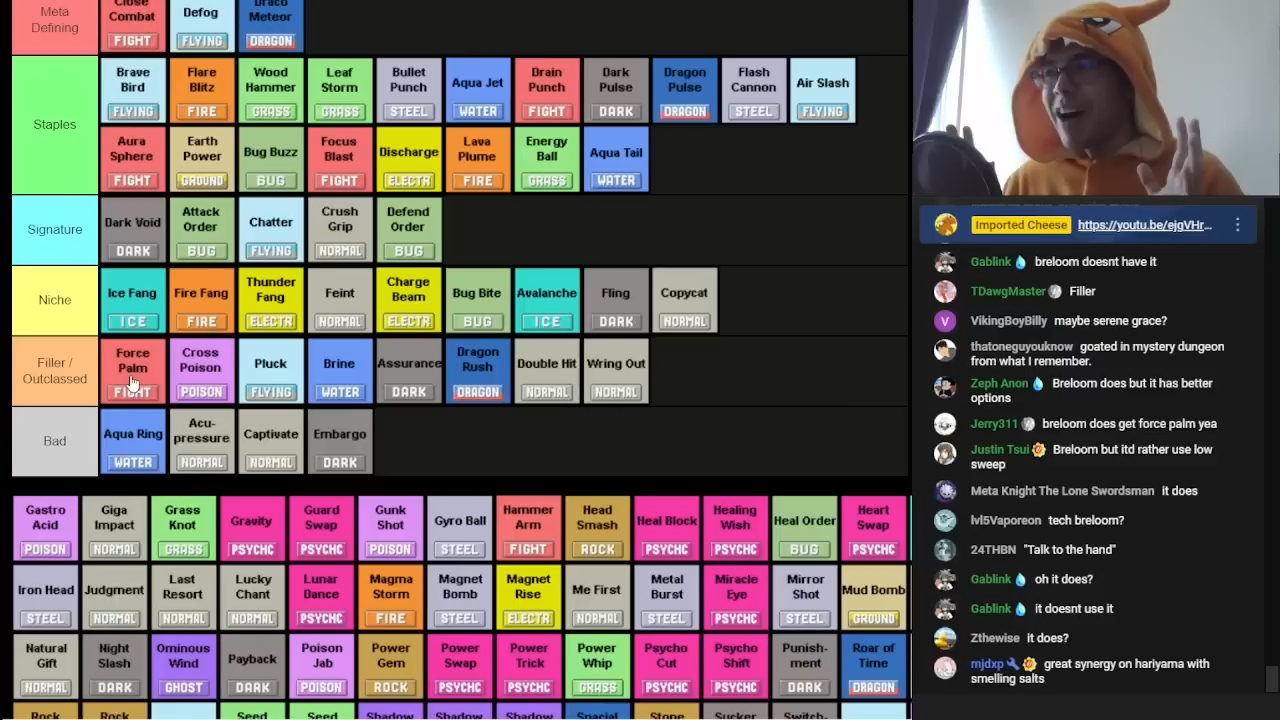 Meta
Defining
Close
Combat
FIGHT
Defog
FLYING
Draco
Meteor
DRAGON
Staples
Brave
Bird
FLYING
Flare
Blitz
FIRE
Wood
Hammer
GRASS
Leaf
Storm
GRASS
Bullet
Punch
STEEL
Aqua Jet
WATER
Drain
Punch
FIGHT
Dark
Pulse
DARK
Dragon
Pulse
DRAGON
Flash
Cannon
STEEL
Air Slash
FLYING
Aura
Sphere
FIGHT
Earth
Power
GROUND
Bug Buzz
BUG
Focus
Blast
FIGHT
Discharge
ELECTR
Lava
Plume
FIRE
Energy
Ball
GRASS
Aqua Tail
WATER
Signature
Dark Void
DARK
Attack
Order
BUG
Chatter
FLYING
Crush
Grip
NORMAL
Defend
Order
BUG
Niche
Ice Fang
ICE
Fire Fang
FIRE
Thunder
Fang
ELECTR
Feint
NORMAL
Charge
Beam
ELECTR
Bug Bite
BUG
Avalanche
ICE
Fling
DARK
Copycat
NORMAL
Filler /
Outclassed
Force
Palm
FIGHT
Cross
Poison
POISON
Pluck
FLYING
Brine
WATER
Assurance
DARK
Dragon
Rush
DRAGON
Double Hit
NORMAL
Wring Out
NORMAL
Bad
Aqua Ring
WATER
Acu-
pressure
NORMAL
Captivate
NORMAL
Embargo
DARK
Gastro
Acid
POISON
Giga
Impact
NORMAL
Grass
Knot
GRASS
Gravity
PSYCHC
Guard
Swap
PSYCHC
Gunk
Shot
POISON
Gyro Ball
STEEL
Hammer
Arm
FIGHT
Head
Smash
ROCK
Heal Block
PSYCHC
Healing
Wish
PSYCHC
Heal Order
BUG
Heart
Swap
PSYCHC
Iron Head
STEEL
Judgment
NORMAL
Last
Resort
NORMAL
Lucky
Chant
NORMAL
Lunar
Dance
PSYCHC
Magma
Storm
FIRE
Magnet
Bomb
STEEL
Magnet
Rise
ELECTR
Me First
NORMAL
Metal
Burst
STEEL
Miracle
Eye
PSYCHC
Mirror
Shot
STEEL
Mud Bomb
GROUND
Natural
Gift
NORMAL
Night
Slash
DARK
Ominous
Wind
GHOST
Payback
DARK
Poison
Jab
POISON
Power
Gem
ROCK
Power
Swap
PSYCHC
Power
Trick
PSYCHC
Power
Whip
GRASS
Psycho
Cut
PSYCHC
Psycho
Shift
PSYCHC
Punish-
ment
DARK
Roar of
Time
DRAGON
Rock
Rock
Seed
Seed
Shadow
Shadow
Shadow
Spacial
Stone
Sucker
Switch-
Imported Cheese https://youtu.be/ejgVHr...
Gablink breloom doesnt have it
TDawgMaster Filler
VikingBoyBilly maybe serene grace?
thatoneguyouknow goated in mystery dungeon
from what I remember.
Zeph Anon Breloom does but it has better
options
Jerry311 breloom does get force palm yea
Justin Tsui Breloom but itd rather use low
sweep
Meta Knight The Lone Swordsman it does
lvl5Vaporeon tech breloom?
24THBN "Talk to the hand"
Gablink oh it does?
Gablink it doesnt use it
Zthewise it does?
mjdxp great synergy on hariyama with
smelling salts